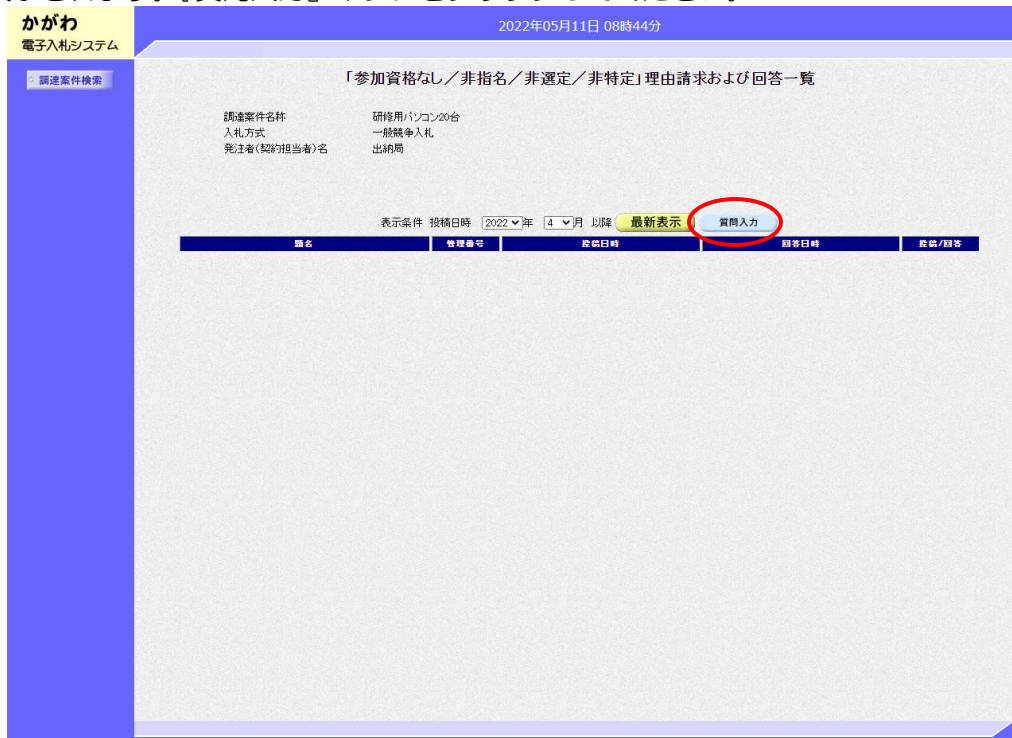 かがわ
電子入札システム
2022年05月11日 08時44分
調達案件検索
「参加資格なし／非指名／非選定／非特定」理由請求および回答一覧
調達案件名称 研修用パソコン20台
入札方式 一般競争入札
発注者(契約担当者)名 出納局
表示条件 投稿日時 2022年 4月 以降 最新表示 質問入力
題名 管理番号 投稿日時 回答日時 投稿/回答